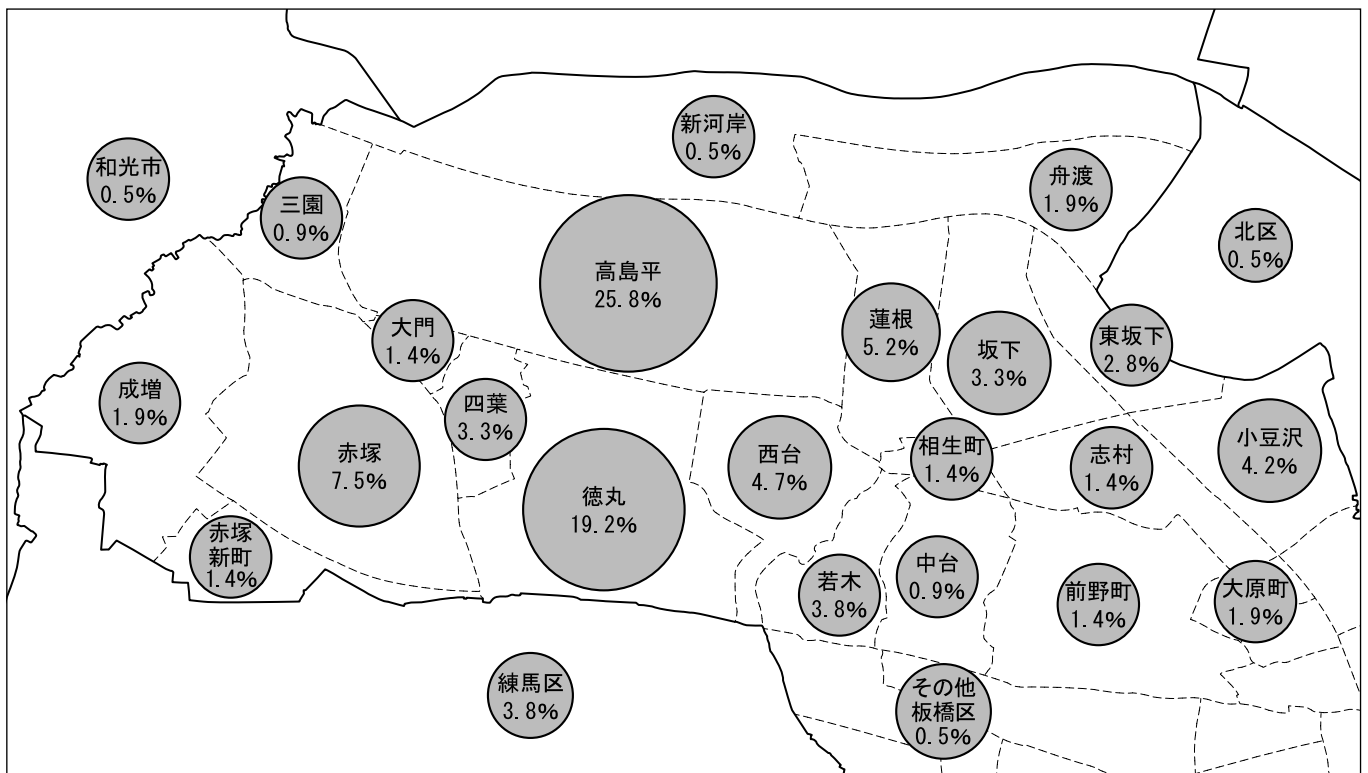 新河岸
0.5%
和光市
0.5%
舟渡
1.9%
三園
0.9%
北区
0.5%
高島平
25.8%
蓮根
5.2%
大門
1.4%
坂下
3.3%
東坂下
2.8%
成増
1.9%
四葉
3.3%
赤塚
7.5%
西台
4.7%
相生町
1.4%
志村
1.4%
小豆沢
4.2%
徳丸
19.2%
赤塚
新町
1.4%
若木
3.8%
中台
0.9%
前野町
1.4%
大原町
1.9%
練馬区
3.8%
その他
板橋区
0.5%